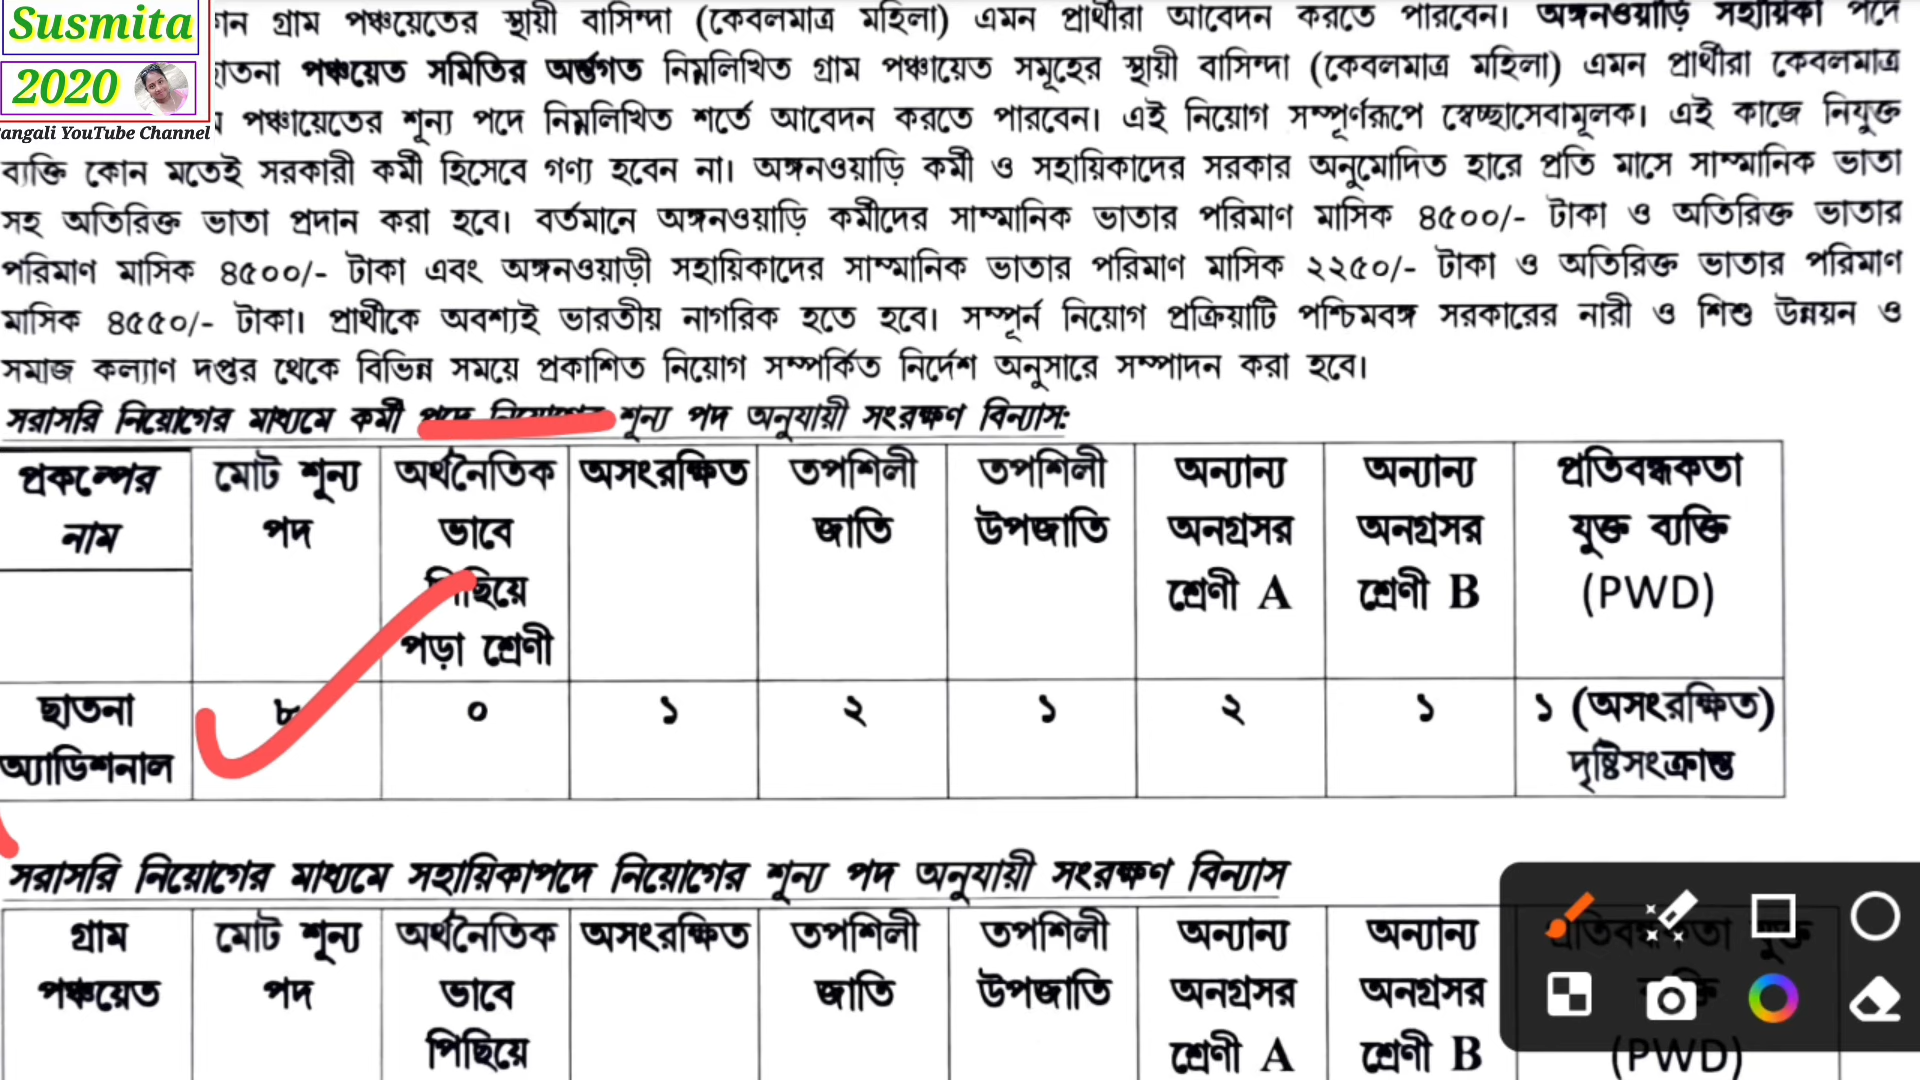 Susmita
2020
angali YouTube Channel
গ্রাম পঞ্চয়েতের স্থায়ী বাসিন্দা (কেবলমাত্র মহিলা) এমন প্রার্থীরা আবেদন করতে পারবেন। অঙ্গনওয়াড়ি সহায়িকা পদে
পঞ্চয়েত সমিতির অর্ন্তগত নিম্নলিখিত গ্রাম পঞ্চায়েত সমূহের স্থায়ী বাসিন্দা (কেবলমাত্র মহিলা) এমন প্রার্থীরা কেবলমাত্র
পঞ্চায়েতের শূন্য পদে নিম্নলিখিত শর্তে আবেদন করতে পারবেন। এই নিয়োগ সম্পূর্ণরূপে স্বেচ্ছাসেবামূলক। এই কাজে নিযুক্ত
ব্যক্তি কোন মতেই সরকারী কর্মী হিসেবে গণ্য হবেন না। অঙ্গনওয়াড়ি কর্মী ও সহায়িকাদের সরকার অনুমোদিত হারে প্রতি মাসে সাম্মানিক ভাতা
সহ অতিরিক্ত ভাতা প্রদান করা হবে। বর্তমানে অঙ্গনওয়াড়ি কর্মীদের সাম্মানিক ভাতার পরিমাণ মাসিক ৪৫০০/- টাকা ও অতিরিক্ত ভাতার
পরিমাণ মাসিক ৪৫০০/- টাকা এবং অঙ্গনওয়াড়ী সহায়িকাদের সাম্মানিক ভাতার পরিমাণ মাসিক ২২৫০/- টাকা ও অতিরিক্ত ভাতার পরিমাণ
মাসিক ৪৫৫০/- টাকা। প্রার্থীকে অবশ্যই ভারতীয় নাগরিক হতে হবে। সম্পূর্ন নিয়োগ প্রক্রিয়াটি পশ্চিমবঙ্গ সরকারের নারী ও শিশু উন্নয়ন ও
সমাজ কল্যাণ দপ্তর থেকে বিভিন্ন সময়ে প্রকাশিত নিয়োগ সম্পর্কিত নির্দেশ অনুসারে সম্পাদন করা হবে।
সরাসরি নিয়োগের মাধ্যমে কর্মী পদে নিয়োগের শূন্য পদ অনুযায়ী সংরক্ষণ বিন্যাস:
প্রকল্পের নাম
মোট শূন্য পদ
অর্থনৈতিক ভাবে পিছিয়ে পড়া শ্রেণী
অসংরক্ষিত
তপশিলী জাতি
তপশিলী উপজাতি
অন্যান্য অনগ্রসর শ্রেণী A
অন্যান্য অনগ্রসর শ্রেণী B
প্রতিবন্ধকতা যুক্ত ব্যক্তি (PWD)
ছাতনা অ্যাডিশনাল
৮
০
১
২
১
২
১
১ (অসংরক্ষিত) দৃষ্টিসংক্রান্ত
সরাসরি নিয়োগের মাধ্যমে সহায়িকাপদে নিয়োগের শূন্য পদ অনুযায়ী সংরক্ষণ বিন্যাস
গ্রাম পঞ্চয়েত
মোট শূন্য পদ
অর্থনৈতিক ভাবে পিছিয়ে
অসংরক্ষিত
তপশিলী জাতি
তপশিলী উপজাতি
অন্যান্য অনগ্রসর শ্রেণী A
অন্যান্য অনগ্রসর শ্রেণী B
(PWD)